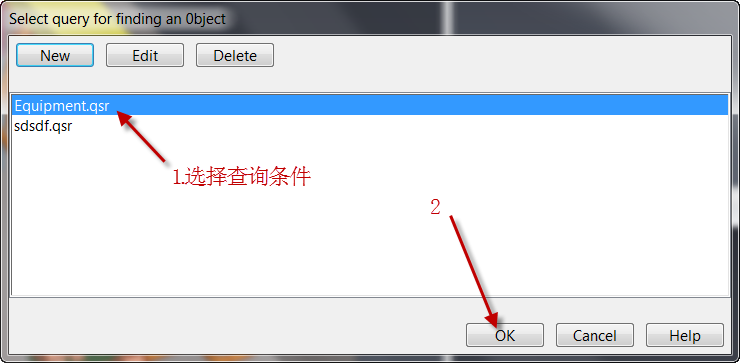 Select query for finding an 0bject
New Edit Delete
Equipment.qsr
sdsdf.qsr
1.选择查询条件
2
OK Cancel Help